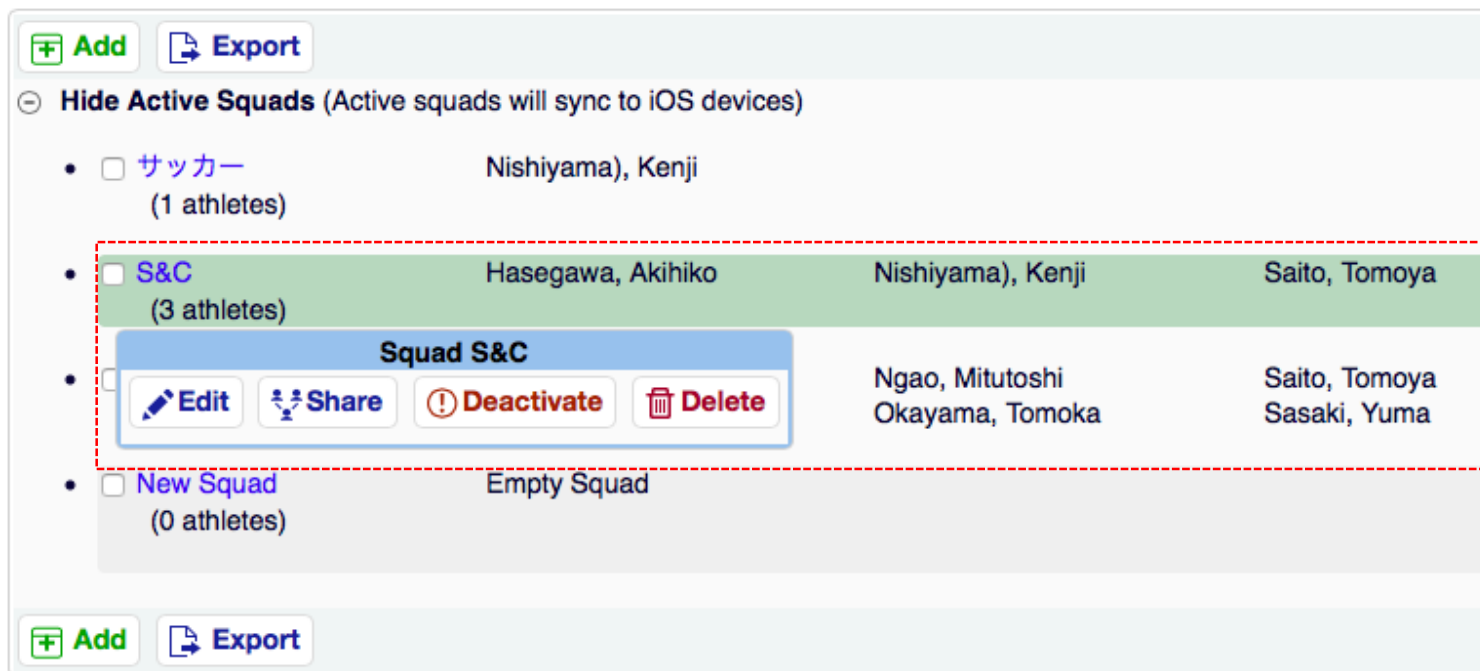 Add Export
Hide Active Squads (Active squads will sync to iOS devices)
サッカー Nishiyama), Kenji
(1 athletes)
S&C Hasegawa, Akihiko Nishiyama), Kenji Saito, Tomoya
(3 athletes)
Squad S&C
Edit Share Deactivate Delete
Ngao, Mitutoshi Saito, Tomoya
Okayama, Tomoka Sasaki, Yuma
New Squad Empty Squad
(0 athletes)
Add Export